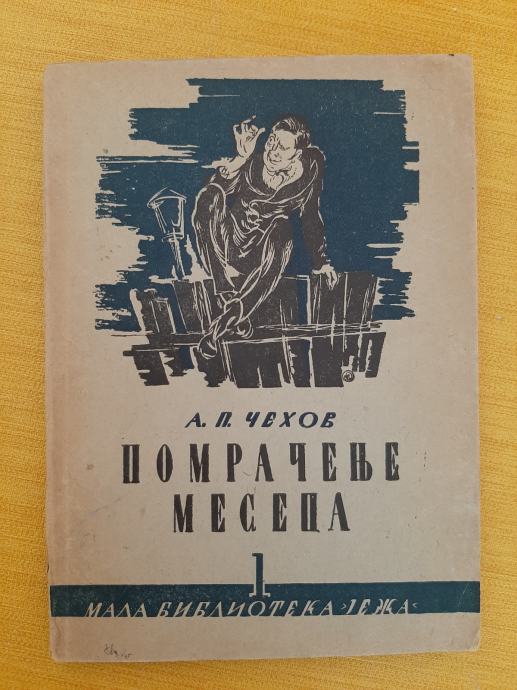 А. П. ЧЕХОВ
ПОМРАЧЕЊЕ
МЕСЕЦА
1
МАЛА БИБЛИОТЕКА »ЈЕЖА«